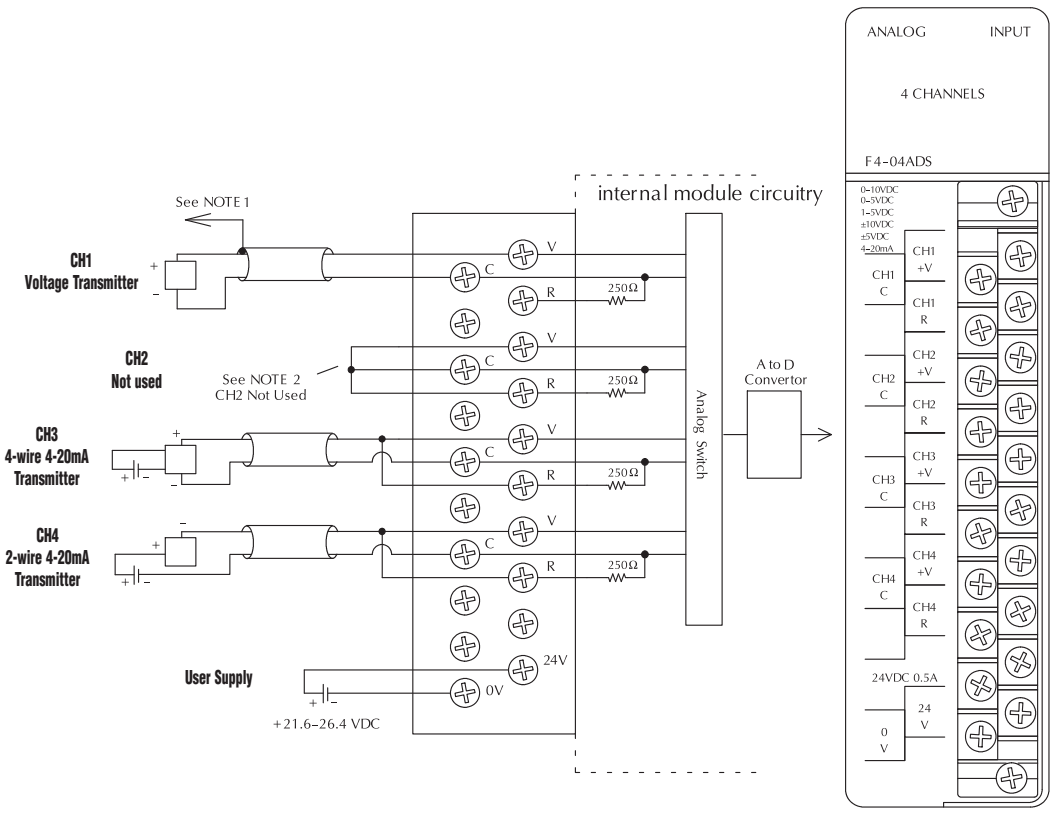 See NOTE 1
CH1
Voltage Transmitter
+
–
V
C
R
250Ω
CH2
Not used
See NOTE 2
CH2 Not Used
V
C
R
250Ω
CH3
4-wire 4-20mA
Transmitter
+
–
+ –
V
C
R
250Ω
CH4
2-wire 4-20mA
Transmitter
–
+
+ –
V
C
R
250Ω
User Supply
+ –
+21.6–26.4 VDC
24V
0V
internal module circuitry
Analog Switch
A to D
Convertor
ANALOG INPUT
4 CHANNELS
F4–04ADS
0–10VDC
0–5VDC
1–5VDC
±10VDC
±5VDC
4–20mA
CH1
+V
CH1
C
CH1
R
CH2
+V
CH2
C
CH2
R
CH3
+V
CH3
C
CH3
R
CH4
+V
CH4
C
CH4
R
24VDC 0.5A
24
V
0
V